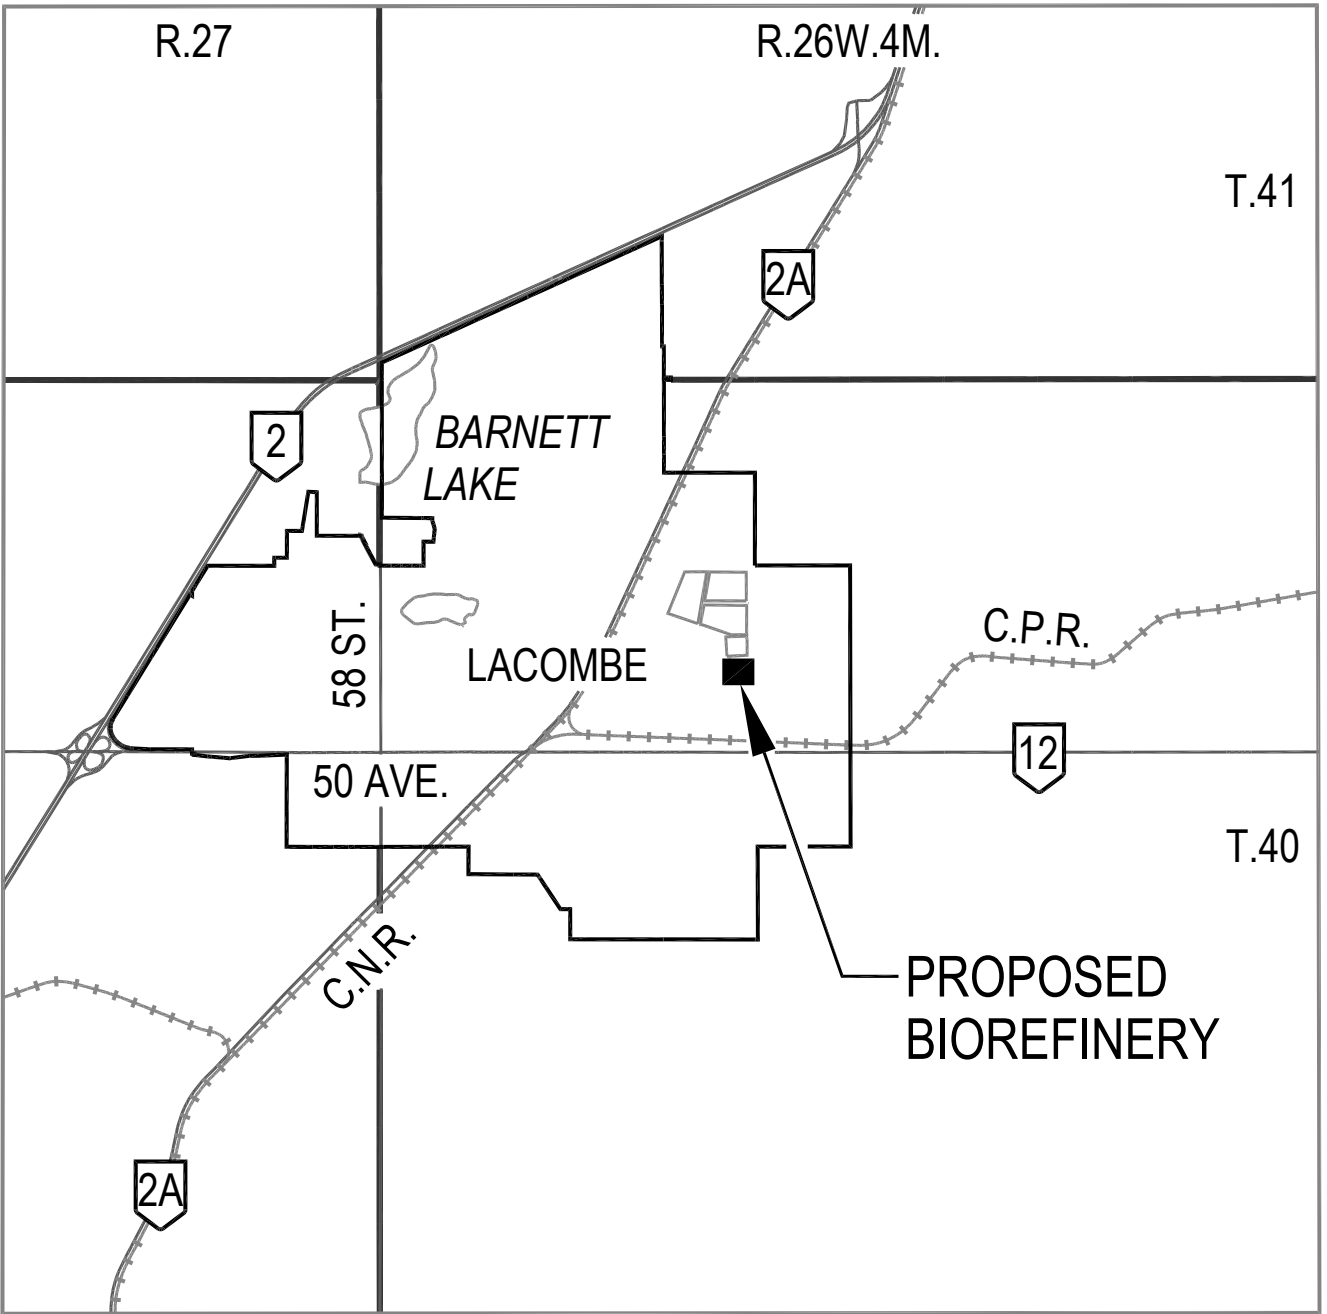 R.27
R.26W.4M.
T.41
2A
2
BARNETT
LAKE
58 ST.
LACOMBE
C.P.R.
12
50 AVE.
T.40
C.N.R.
PROPOSED
BIOREFINERY
2A